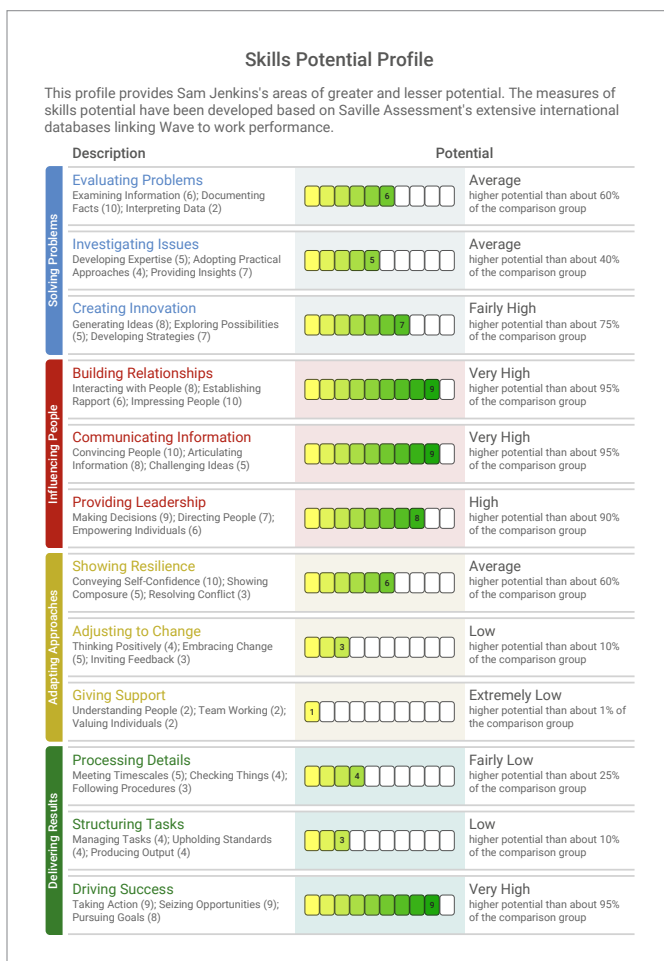 Skills Potential Profile
This profile provides Sam Jenkins's areas of greater and lesser potential. The measures of
skills potential have been developed based on Saville Assessment's extensive international
databases linking Wave to work performance.
Description
Potential
Solving Problems
Evaluating Problems
Examining Information (6); Documenting
Facts (10); Interpreting Data (2)
6
Average
higher potential than about 60%
of the comparison group
Investigating Issues
Developing Expertise (5); Adopting Practical
Approaches (4); Providing Insights (7)
5
Average
higher potential than about 40%
of the comparison group
Creating Innovation
Generating Ideas (8); Exploring Possibilities
(5); Developing Strategies (7)
7
Fairly High
higher potential than about 75%
of the comparison group
Influencing People
Building Relationships
Interacting with People (8); Establishing
Rapport (6); Impressing People (10)
9
Very High
higher potential than about 95%
of the comparison group
Communicating Information
Convincing People (10); Articulating
Information (8); Challenging Ideas (5)
9
Very High
higher potential than about 95%
of the comparison group
Providing Leadership
Making Decisions (9); Directing People (7);
Empowering Individuals (6)
8
High
higher potential than about 90%
of the comparison group
Adapting Approaches
Showing Resilience
Conveying Self-Confidence (10); Showing
Composure (5); Resolving Conflict (3)
6
Average
higher potential than about 60%
of the comparison group
Adjusting to Change
Thinking Positively (4); Embracing Change
(5); Inviting Feedback (3)
3
Low
higher potential than about 10%
of the comparison group
Giving Support
Understanding People (2); Team Working (2);
Valuing Individuals (2)
1
Extremely Low
higher potential than about 1% of
the comparison group
Delivering Results
Processing Details
Meeting Timescales (5); Checking Things (4);
Following Procedures (3)
4
Fairly Low
higher potential than about 25%
of the comparison group
Structuring Tasks
Managing Tasks (4); Upholding Standards
(4); Producing Output (4)
3
Low
higher potential than about 10%
of the comparison group
Driving Success
Taking Action (9); Seizing Opportunities (9);
Pursuing Goals (8)
9
Very High
higher potential than about 95%
of the comparison group